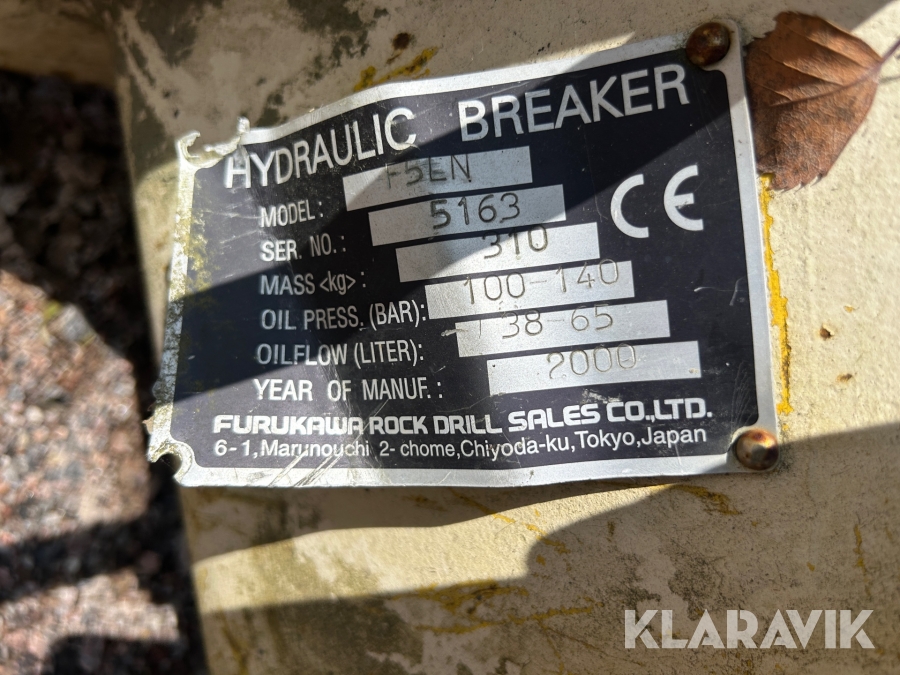 HYDRAULIC BREAKER
MODEL: F5EN
SER. NO.: 5163
MASS <kg>: 310
OIL PRESS. (BAR): 100-140
OILFLOW (LITER): 38-65
YEAR OF MANUF.: 2000
CE
FURUKAWA ROCK DRILL SALES CO.,LTD.
6-1, Marunouchi 2-chome, Chiyoda-ku, Tokyo, Japan
KLARAVIK